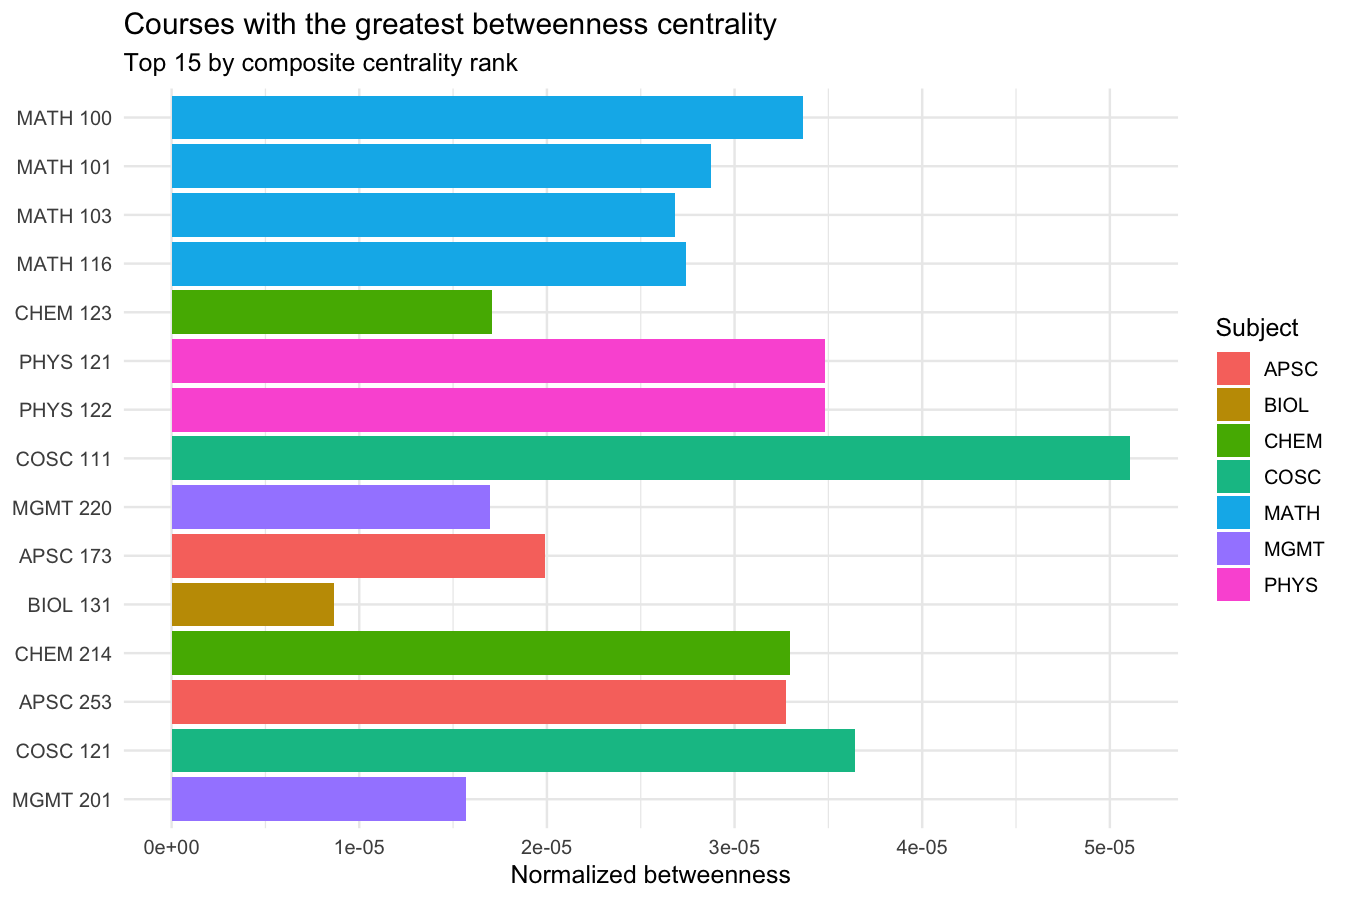 Courses with the greatest betweenness centrality
Top 15 by composite centrality rank
MATH 100
MATH 101
MATH 103
MATH 116
CHEM 123
PHYS 121
PHYS 122
COSC 111
MGMT 220
APSC 173
BIOL 131
CHEM 214
APSC 253
COSC 121
MGMT 201
0e+00 1e-05 2e-05 3e-05 4e-05 5e-05
Normalized betweenness
Subject
APSC
BIOL
CHEM
COSC
MATH
MGMT
PHYS